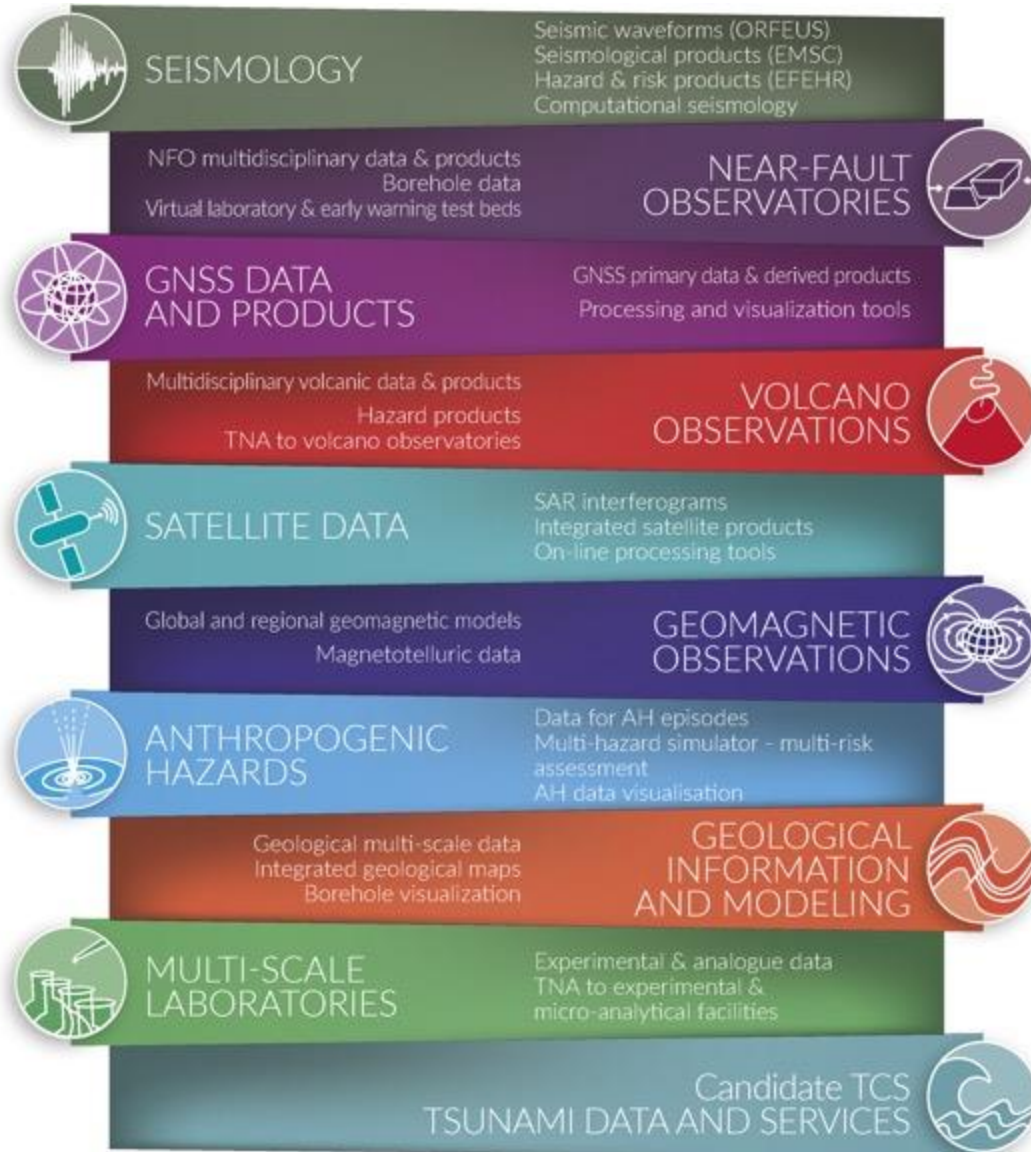 SEISMOLOGY
Seismic waveforms (ORFEUS)
Seismological products (EMSC)
Hazard & risk products (EFEHR)
Computational seismology
NFO multidisciplinary data & products
Borehole data
Virtual laboratory & early warning test beds
NEAR-FAULT
OBSERVATORIES
GNSS DATA
AND PRODUCTS
GNSS primary data & derived products
Processing and visualization tools
Multidisciplinary volcanic data & products
Hazard products
TNA to volcano observatories
VOLCANO
OBSERVATIONS
SATELLITE DATA
SAR interferograms
Integrated satellite products
On-line processing tools
Global and regional geomagnetic models
Magnetotelluric data
GEOMAGNETIC
OBSERVATIONS
ANTHROPOGENIC
HAZARDS
Data for AH episodes
Multi-hazard simulator - multi-risk
assessment
AH data visualisation
Geological multi-scale data
Integrated geological maps
Borehole visualization
GEOLOGICAL
INFORMATION
AND MODELING
MULTI-SCALE
LABORATORIES
Experimental & analogue data
TNA to experimental &
micro-analytical facilities
Candidate TCS
TSUNAMI DATA AND SERVICES